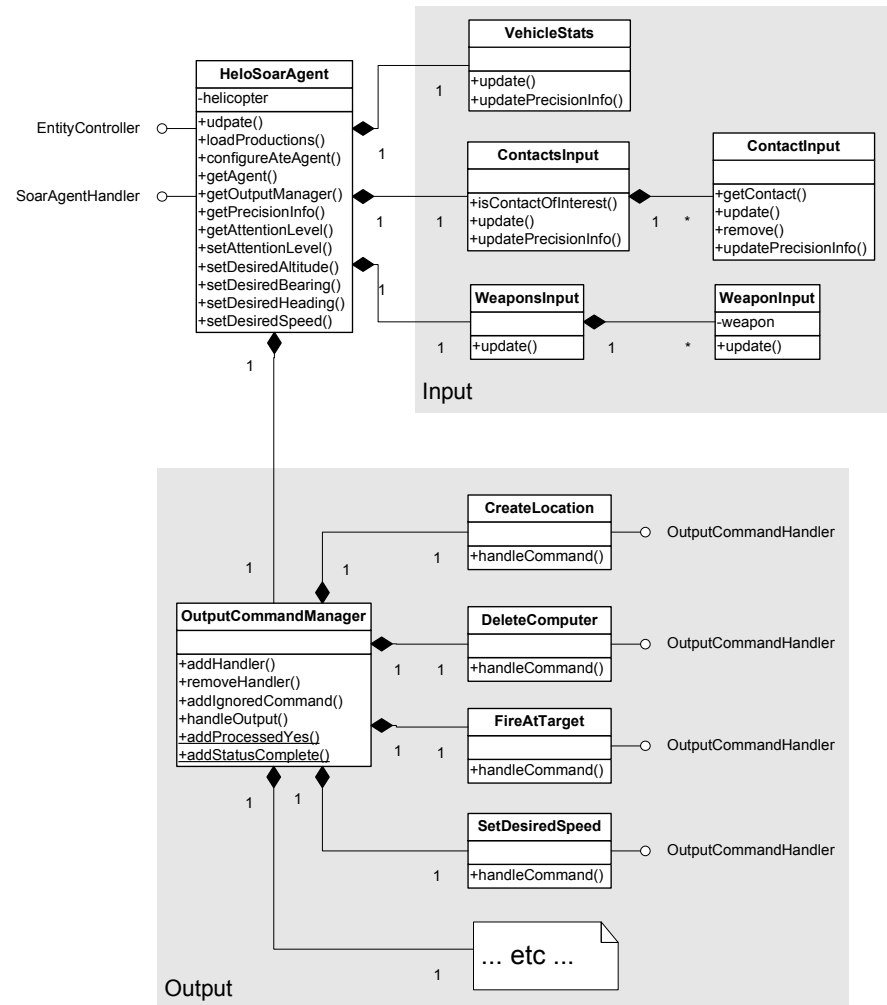 VehicleStats
+update()
+updatePrecisionInfo()
HeloSoarAgent
-helicopter
+udpate()
+loadProductions()
+configureAteAgent()
+getAgent()
+getOutputManager()
+getPrecisionInfo()
+getAttentionLevel()
+setAttentionLevel()
+setDesiredAltitude()
+setDesiredBearing()
+setDesiredHeading()
+setDesiredSpeed()
EntityController
SoarAgentHandler
1
1
ContactsInput
+isContactOfInterest()
+update()
+updatePrecisionInfo()
ContactInput
+getContact()
+update()
+remove()
+updatePrecisionInfo()
1
1
1
*
WeaponsInput
+update()
WeaponInput
-weapon
+update()
1
1
1
*
Input
1
1
OutputCommandManager
+addHandler()
+removeHandler()
+addIgnoredCommand()
+handleOutput()
+addProcessedYes()
+addStatusComplete()
CreateLocation
+handleCommand()
OutputCommandHandler
1
1
DeleteComputer
+handleCommand()
OutputCommandHandler
1
1
FireAtTarget
+handleCommand()
OutputCommandHandler
1
1
SetDesiredSpeed
+handleCommand()
OutputCommandHandler
1
1
... etc ...
1
1
Output